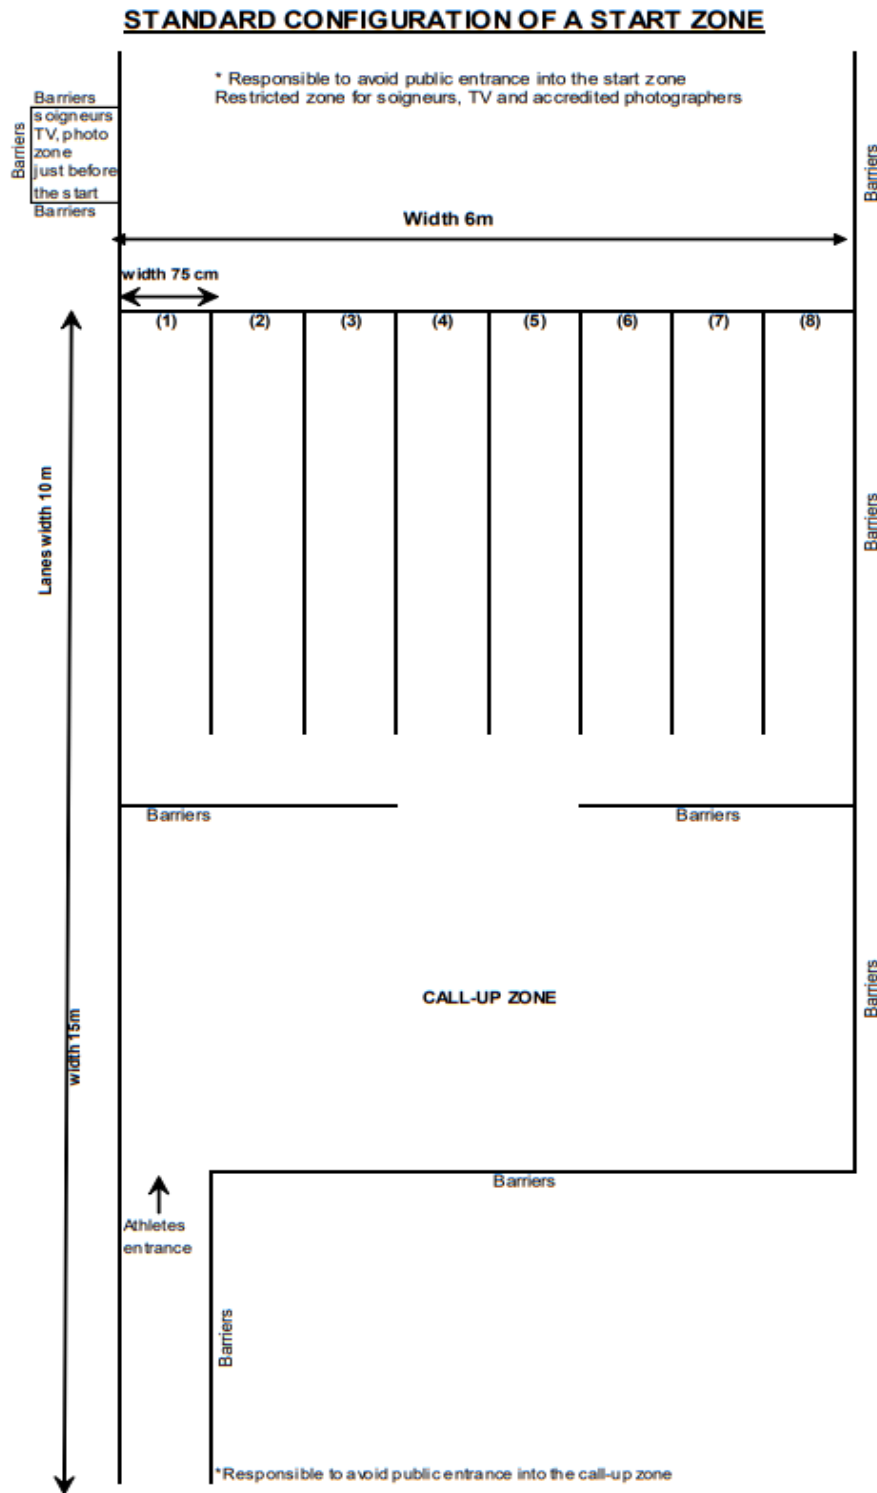 STANDARD CONFIGURATION OF A START ZONE
* Responsible to avoid public entrance into the start zone
Restricted zone for soigneurs, TV and accredited photographers
Barriers
Barriers
soigneurs
TV, photo
zone
just before
the start
Barriers
Barriers
Width 6m
width 75 cm
(1) (2) (3) (4) (5) (6) (7) (8)
Lanes width 10 m
Barriers
Barriers
Barriers
CALL-UP ZONE
Barriers
width 15m
Barriers
Athletes
entrance
Barriers
*Responsible to avoid public entrance into the call-up zone